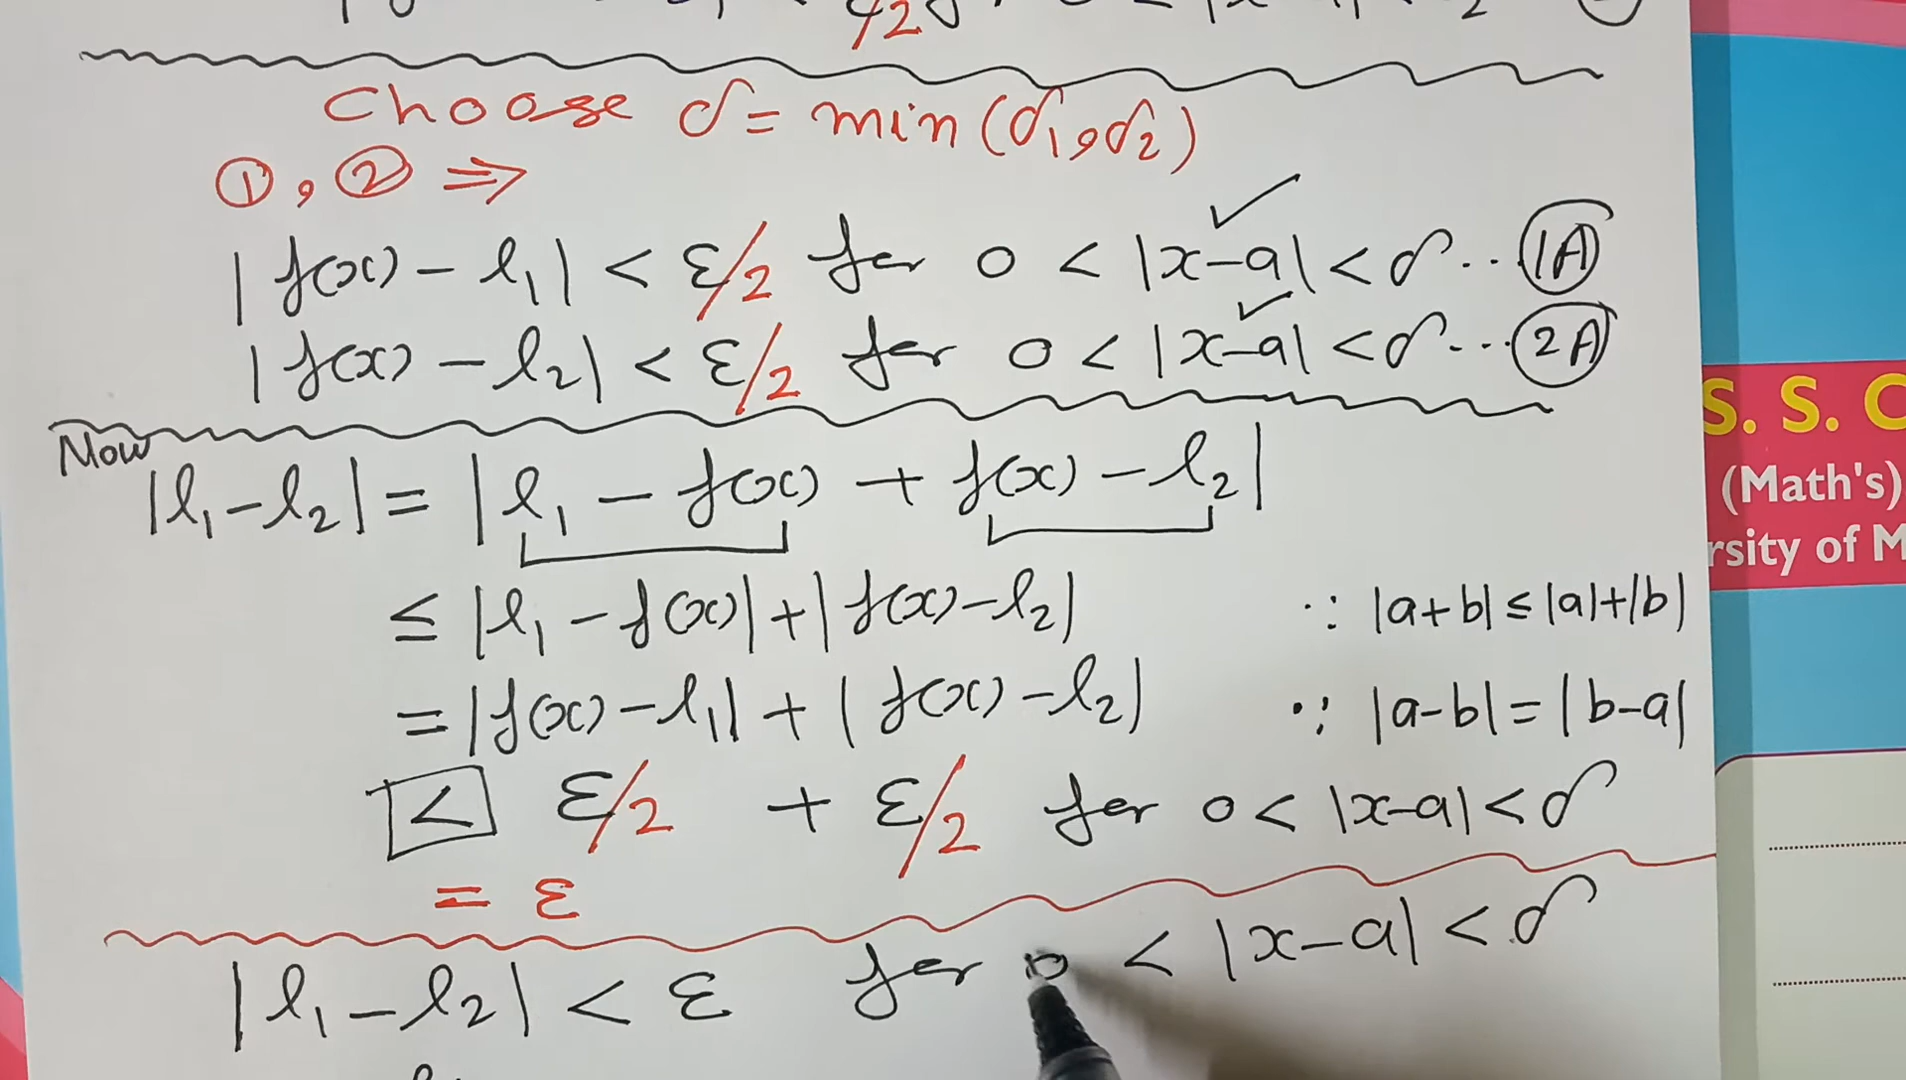 ε/2
Choose δ = min(δ₁, δ₂)
①, ② ⇒
|f(x) - l₁| < ε/2 for 0 < |x-a| < δ ... (1A)
|f(x) - l₂| < ε/2 for 0 < |x-a| < δ ... (2A)
Now
|l₁-l₂| = |l₁ - f(x) + f(x) - l₂|
≤ |l₁ - f(x)| + |f(x) - l₂| ∵ |a+b| ≤ |a|+|b|
= |f(x) - l₁| + |f(x) - l₂| ∵ |a-b| = |b-a|
< ε/2 + ε/2 for 0 < |x-a| < δ
= ε
|l₁ - l₂| < ε for 0 < |x-a| < δ
S. S. C
(Math's)
rsity of M